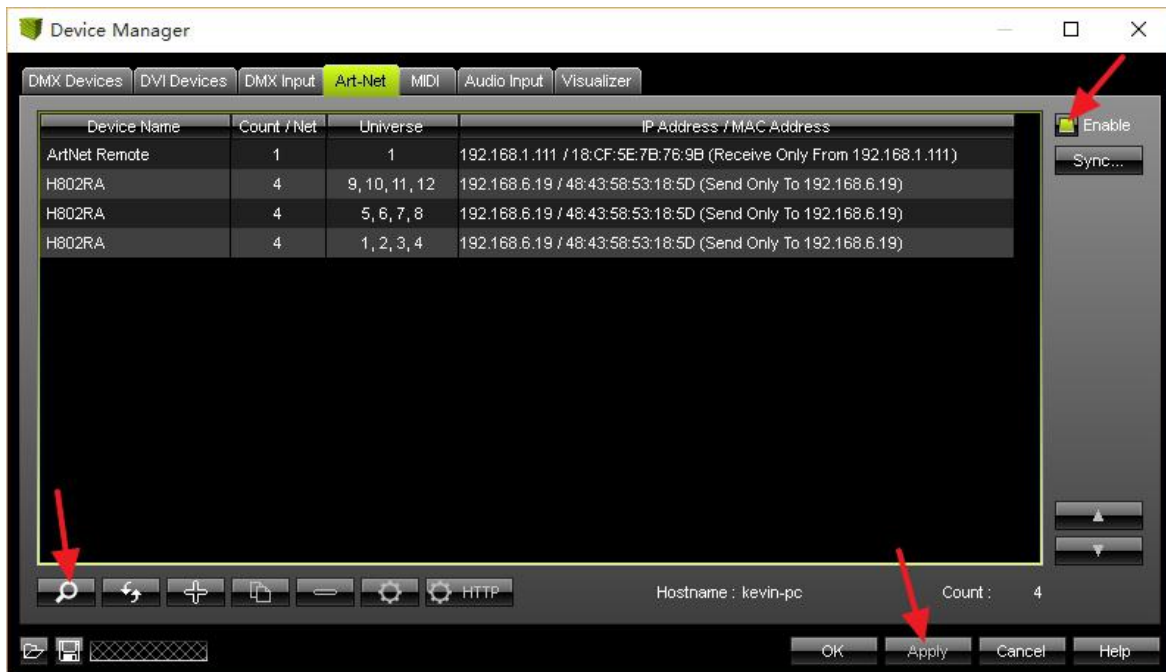 Device Manager
DMX Devices DVI Devices DMX Input Art-Net MIDI Audio Input Visualizer
Device Name Count / Net Universe IP Address / MAC Address
Enable
ArtNet Remote 1 1 192.168.1.111 / 18:CF:5E:7B:76:9B (Receive Only From 192.168.1.111)
Sync...
H802RA 4 9, 10, 11, 12 192.168.6.19 / 48:43:58:53:18:5D (Send Only To 192.168.6.19)
H802RA 4 5, 6, 7, 8 192.168.6.19 / 48:43:58:53:18:5D (Send Only To 192.168.6.19)
H802RA 4 1, 2, 3, 4 192.168.6.19 / 48:43:58:53:18:5D (Send Only To 192.168.6.19)
HTTP Hostname : kevin-pc Count : 4
OK Apply Cancel Help